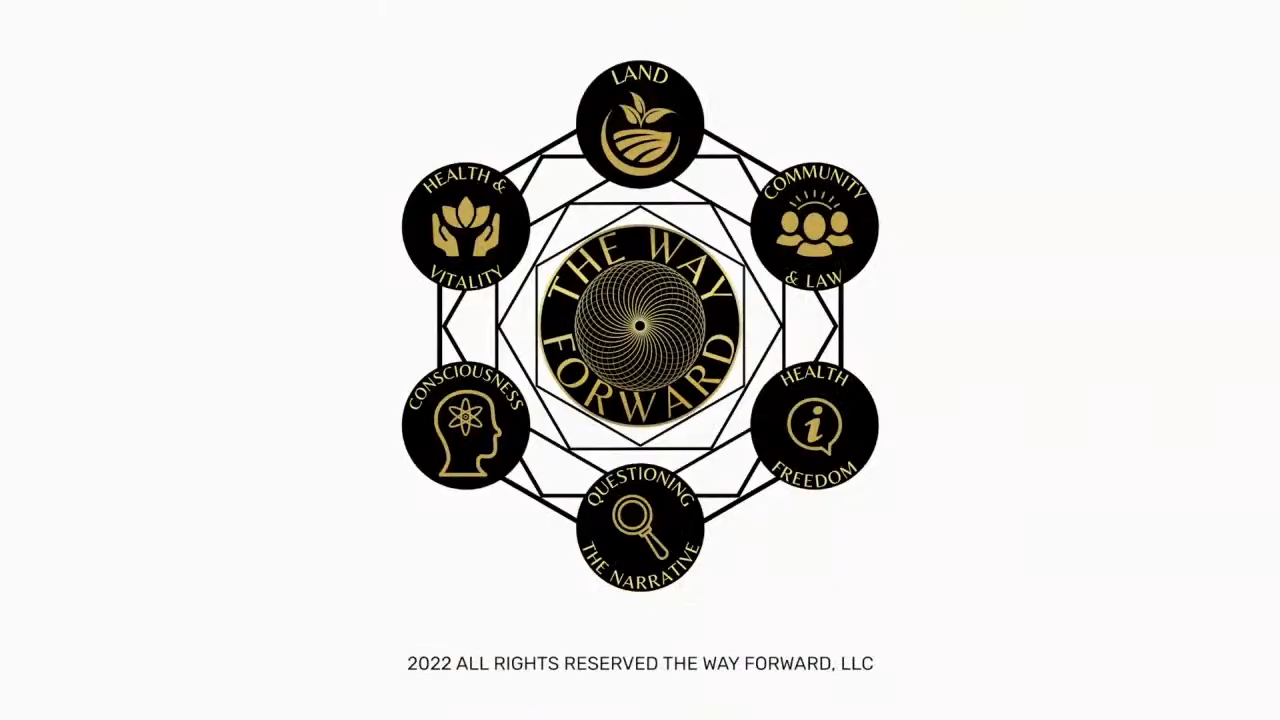 LAND
HEALTH &
VITALITY
COMMUNITY
& LAW
THE WAY
FORWARD
CONSCIOUSNESS
HEALTH
FREEDOM
QUESTIONING
THE NARRATIVE
2022 ALL RIGHTS RESERVED THE WAY FORWARD, LLC